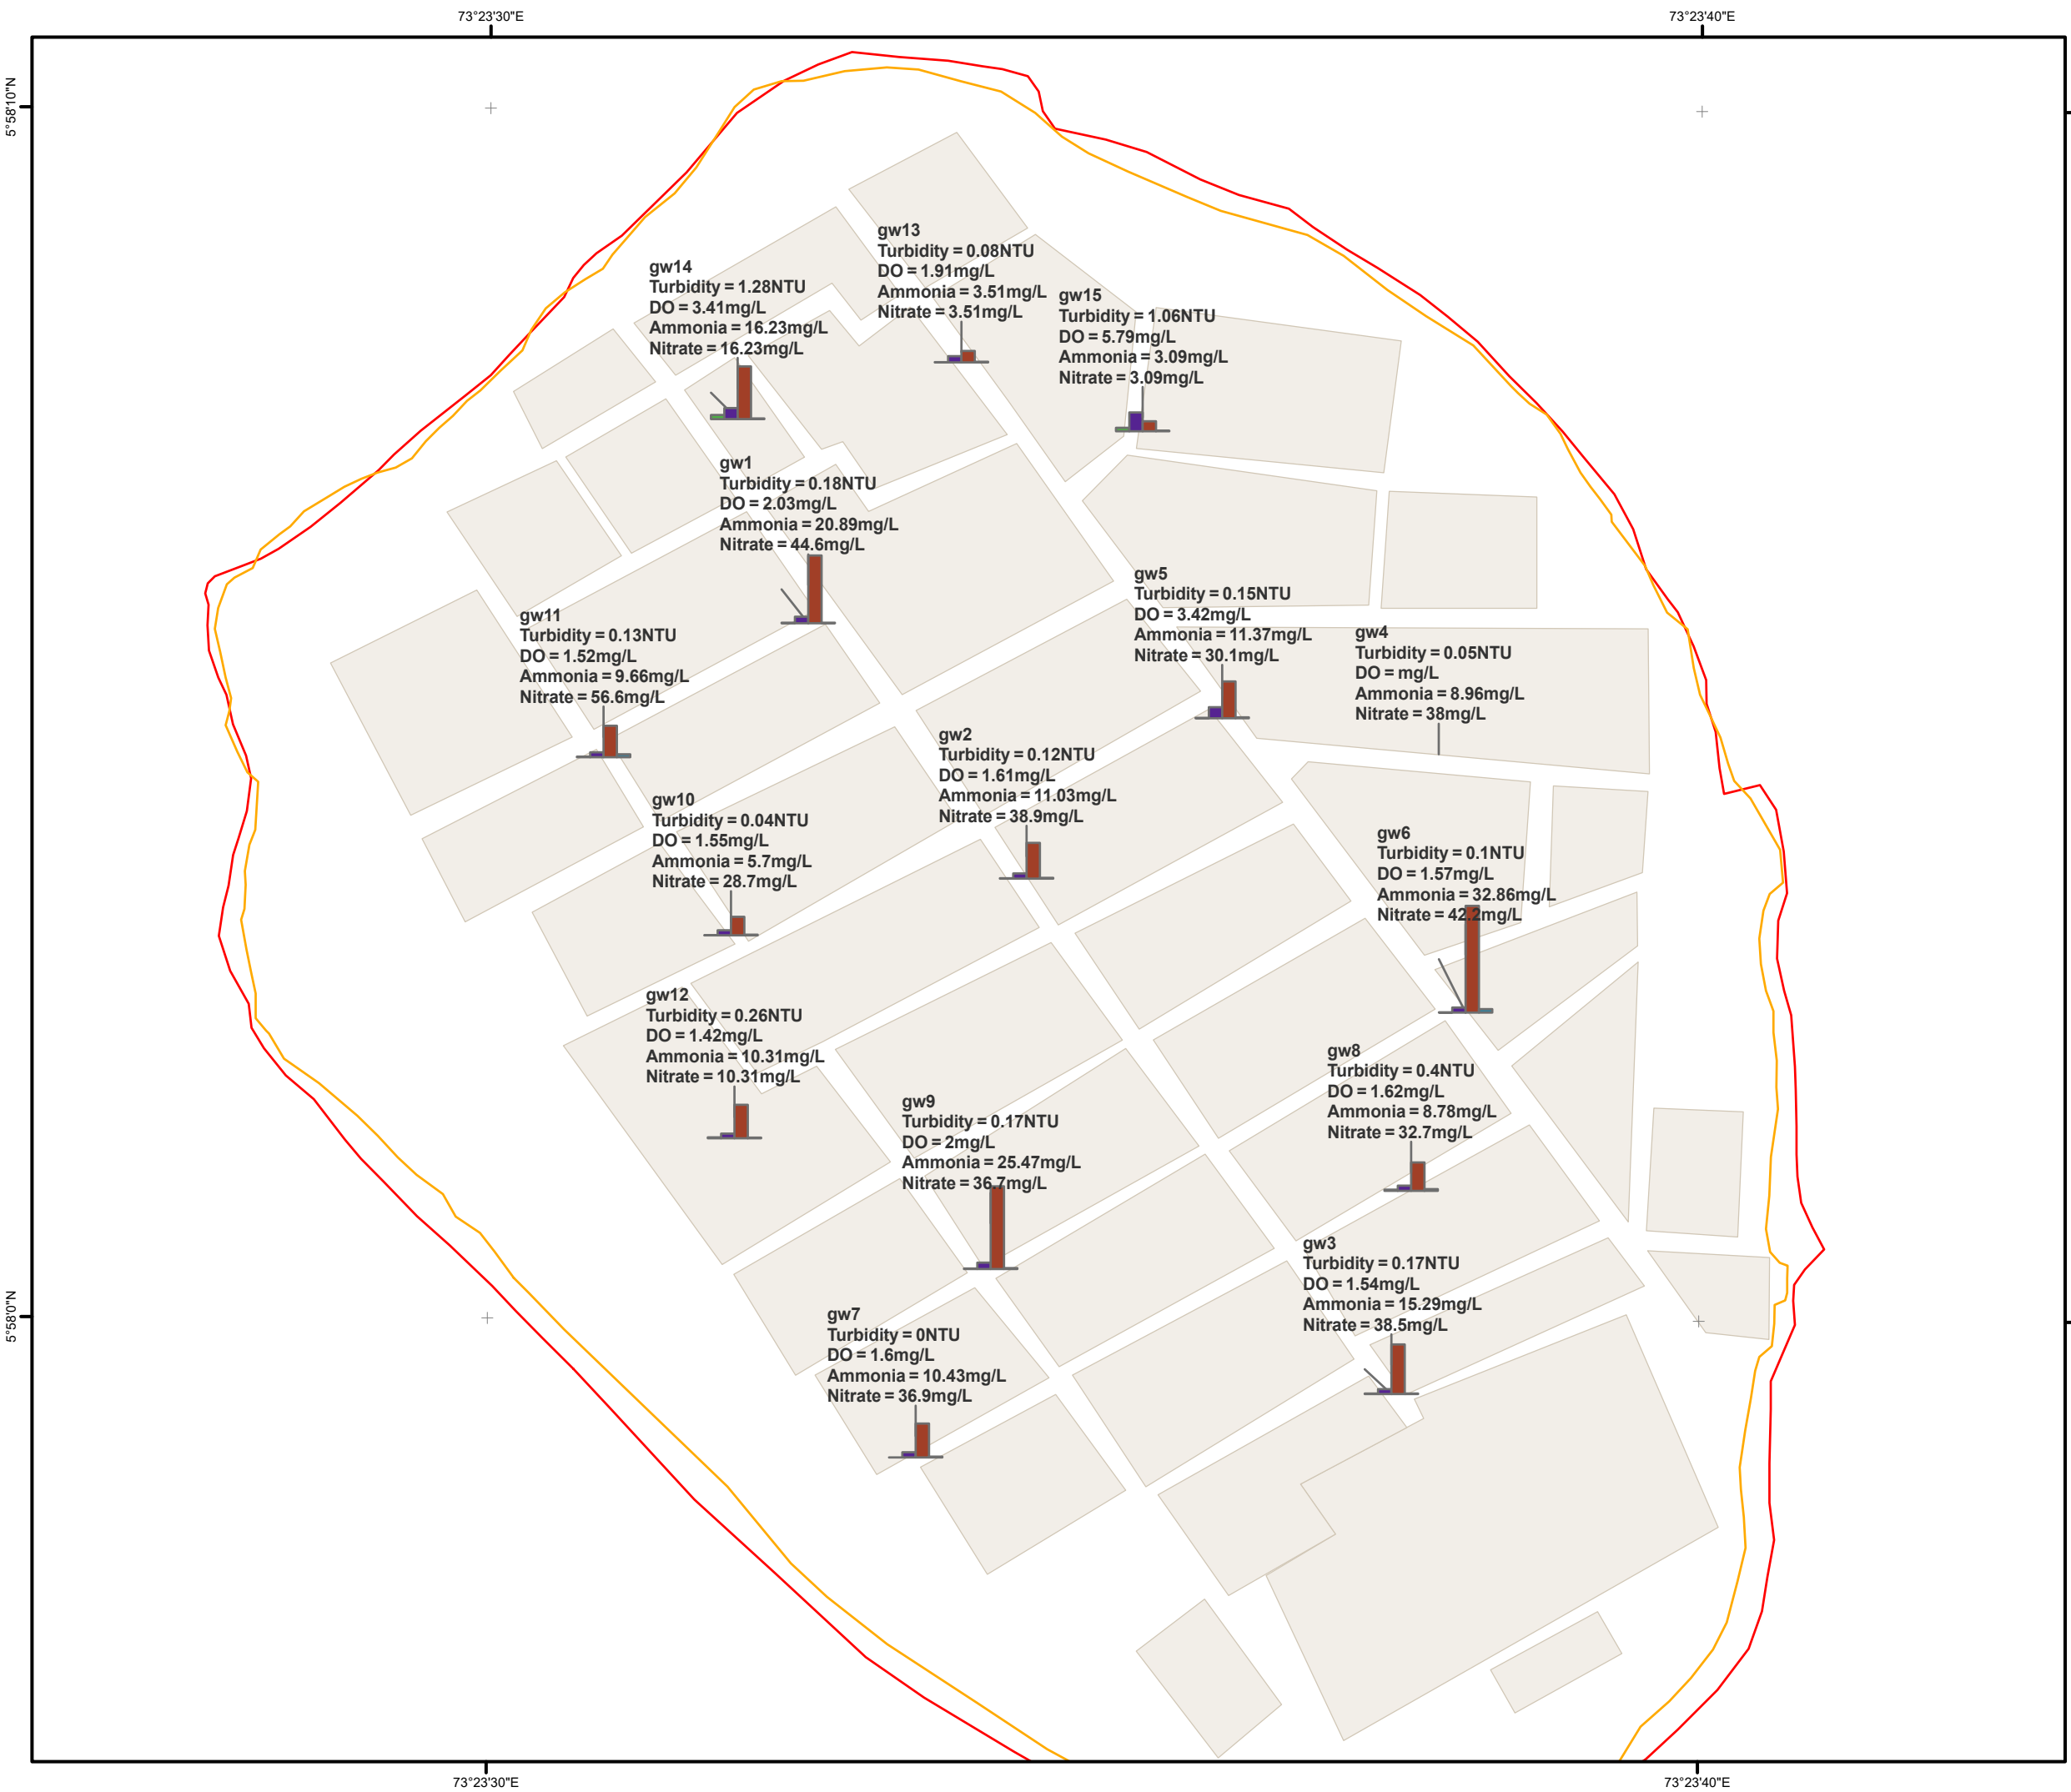 73°23'30"E
73°23'40"E
5°58'10"N
gw13
Turbidity = 0.08NTU
DO = 1.91mg/L
Ammonia = 3.51mg/L
Nitrate = 3.51mg/L
gw14
Turbidity = 1.28NTU
DO = 3.41mg/L
Ammonia = 16.23mg/L
Nitrate = 16.23mg/L
gw15
Turbidity = 1.06NTU
DO = 5.79mg/L
Ammonia = 3.09mg/L
Nitrate = 3.09mg/L
gw1
Turbidity = 0.18NTU
DO = 2.03mg/L
Ammonia = 20.89mg/L
Nitrate = 44.6mg/L
gw5
Turbidity = 0.15NTU
DO = 3.42mg/L
Ammonia = 11.37mg/L
Nitrate = 30.1mg/L
gw11
Turbidity = 0.13NTU
DO = 1.52mg/L
Ammonia = 9.66mg/L
Nitrate = 56.6mg/L
gw4
Turbidity = 0.05NTU
DO = mg/L
Ammonia = 8.96mg/L
Nitrate = 38mg/L
gw2
Turbidity = 0.12NTU
DO = 1.61mg/L
Ammonia = 11.03mg/L
Nitrate = 38.9mg/L
gw10
Turbidity = 0.04NTU
DO = 1.55mg/L
Ammonia = 5.7mg/L
Nitrate = 28.7mg/L
gw6
Turbidity = 0.1NTU
DO = 1.57mg/L
Ammonia = 32.86mg/L
Nitrate = 42.2mg/L
gw12
Turbidity = 0.26NTU
DO = 1.42mg/L
Ammonia = 10.31mg/L
Nitrate = 10.31mg/L
gw8
Turbidity = 0.4NTU
DO = 1.62mg/L
Ammonia = 8.78mg/L
Nitrate = 32.7mg/L
gw9
Turbidity = 0.17NTU
DO = 2mg/L
Ammonia = 25.47mg/L
Nitrate = 36.7mg/L
gw3
Turbidity = 0.17NTU
DO = 1.54mg/L
Ammonia = 15.29mg/L
Nitrate = 38.5mg/L
gw7
Turbidity = 0NTU
DO = 1.6mg/L
Ammonia = 10.43mg/L
Nitrate = 36.9mg/L
5°58'0"N
73°23'30"E
73°23'40"E